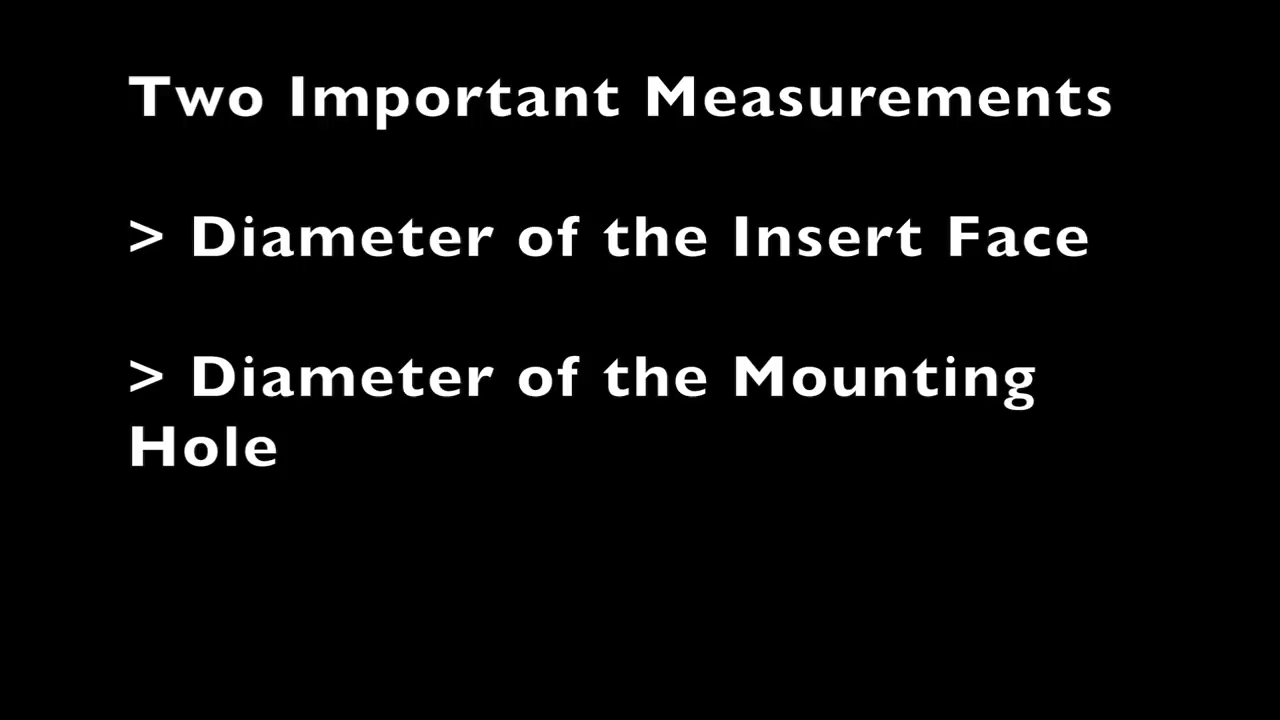 Two Important Measurements
> Diameter of the Insert Face
> Diameter of the Mounting
Hole